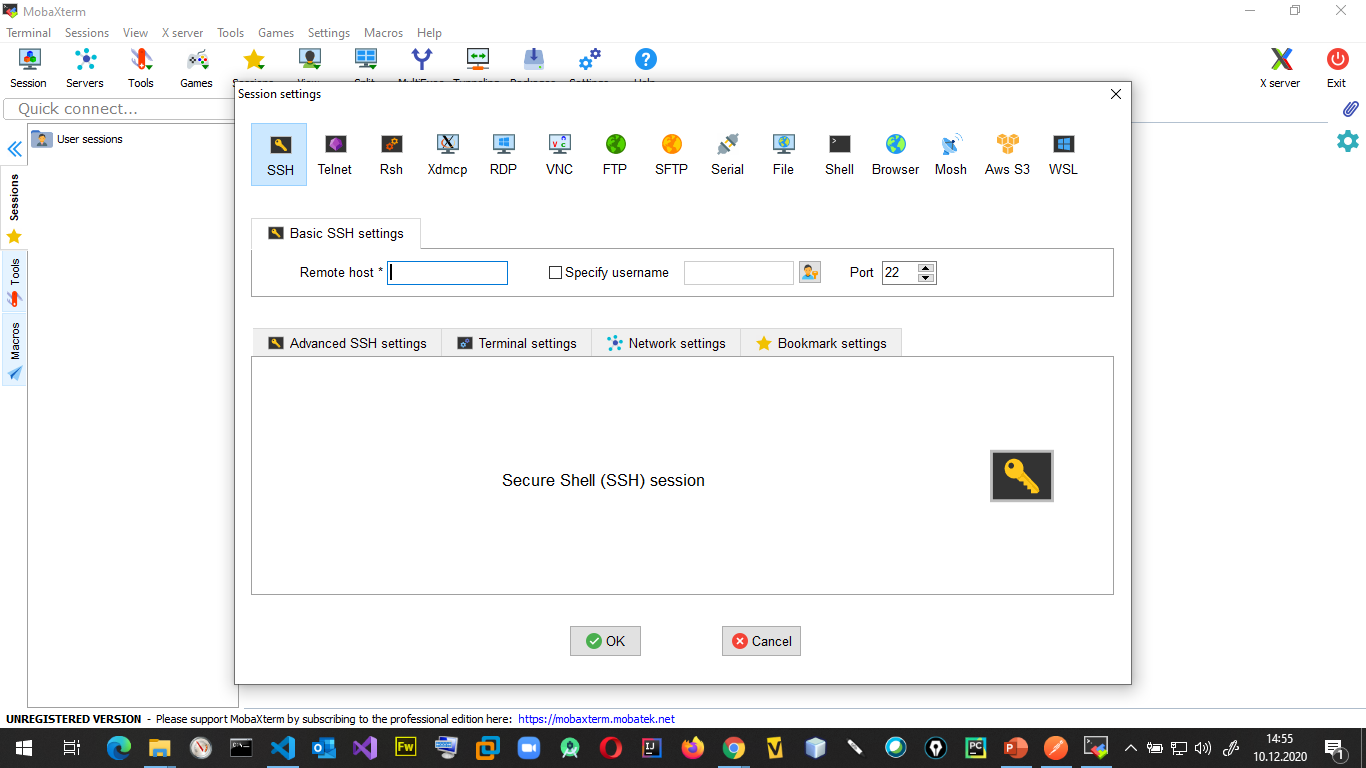 MobaXterm
Terminal Sessions View X server Tools Games Settings Macros Help
Session Servers Tools Games X server Exit
Quick connect...
User sessions
Sessions
Tools
Macros
Session settings
SSH Telnet Rsh Xdmcp RDP VNC FTP SFTP Serial File Shell Browser Mosh Aws S3 WSL
Basic SSH settings
Remote host * Specify username Port 22
Advanced SSH settings Terminal settings Network settings Bookmark settings
Secure Shell (SSH) session
OK Cancel
UNREGISTERED VERSION - Please support MobaXterm by subscribing to the professional edition here: https://mobaxterm.mobatek.net
14:55
10.12.2020
1